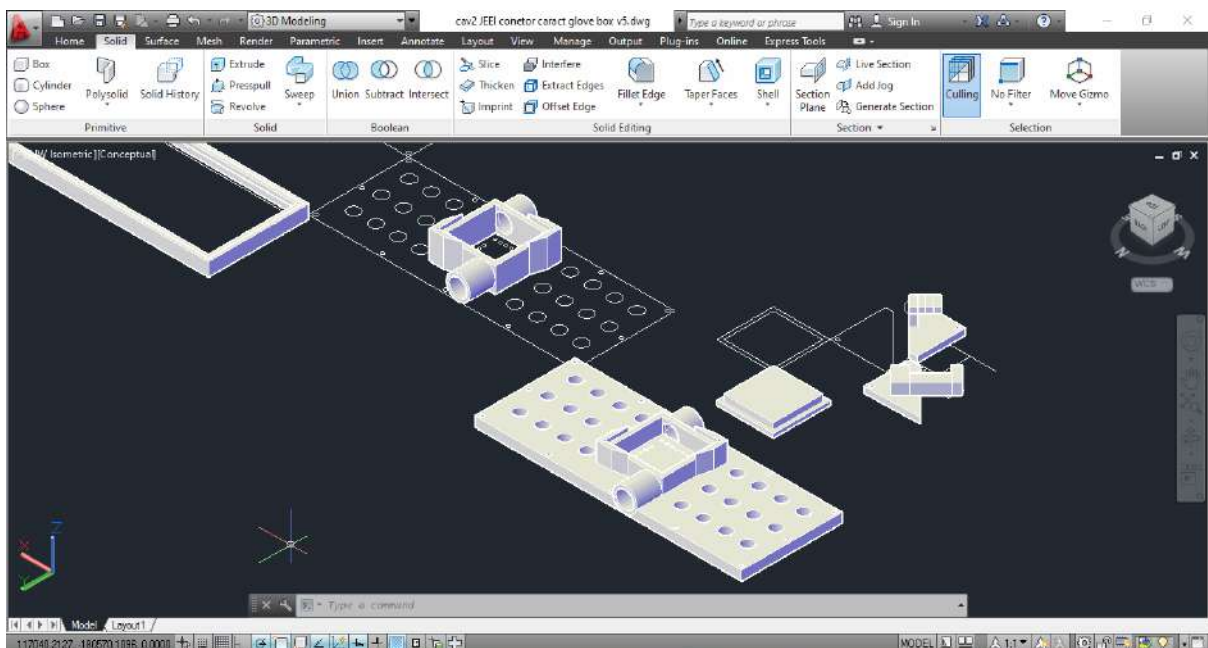 3D Modeling
cav2 JEEI conetor caract glove box v5.dwg
Type a keyword or phrase
Sign In
Home Solid Surface Mesh Render Parametric Insert Annotate Layout View Manage Output Plug-ins Online Express Tools
Box
Cylinder
Sphere
Polysolid
Solid History
Primitive
Extrude
Presspull
Revolve
Sweep
Solid
Union Subtract Intersect
Boolean
Slice
Thicken
Imprint
Interfere
Extract Edges
Offset Edge
Fillet Edge
Taper Faces
Shell
Solid Editing
Section
Plane
Live Section
Add Jog
Generate Section
Section
Culling
No Filter
Move Gizmo
Selection
Isometric][Conceptual]
BACK
LEFT
N
WCS
X
Y
Z
Type a command
Model Layout1
MODEL
1:1